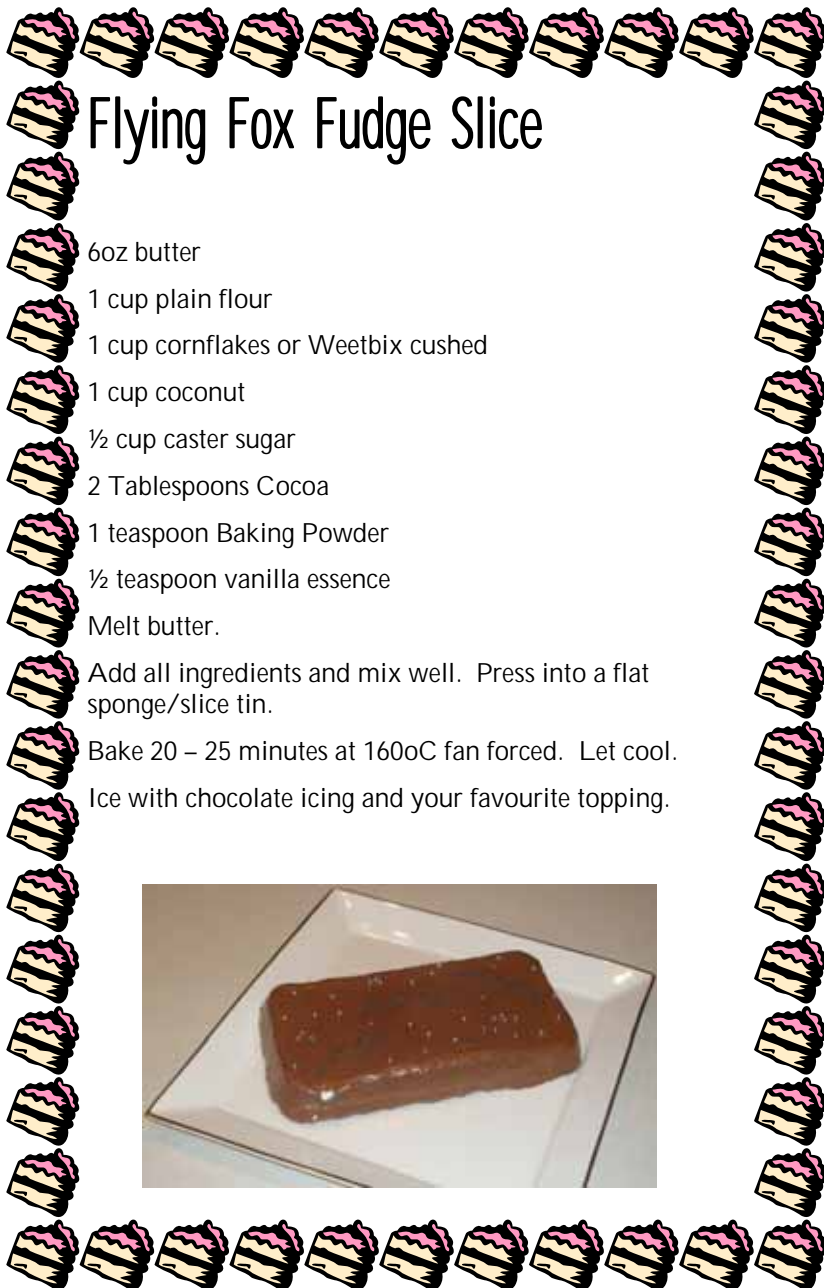 Flying Fox Fudge Slice
6oz butter
1 cup plain flour
1 cup cornflakes or Weetbix cushed
1 cup coconut
½ cup caster sugar
2 Tablespoons Cocoa
1 teaspoon Baking Powder
½ teaspoon vanilla essence
Melt butter.
Add all ingredients and mix well.  Press into a flat
sponge/slice tin.
Bake 20 – 25 minutes at 160oC fan forced.  Let cool.
Ice with chocolate icing and your favourite topping.